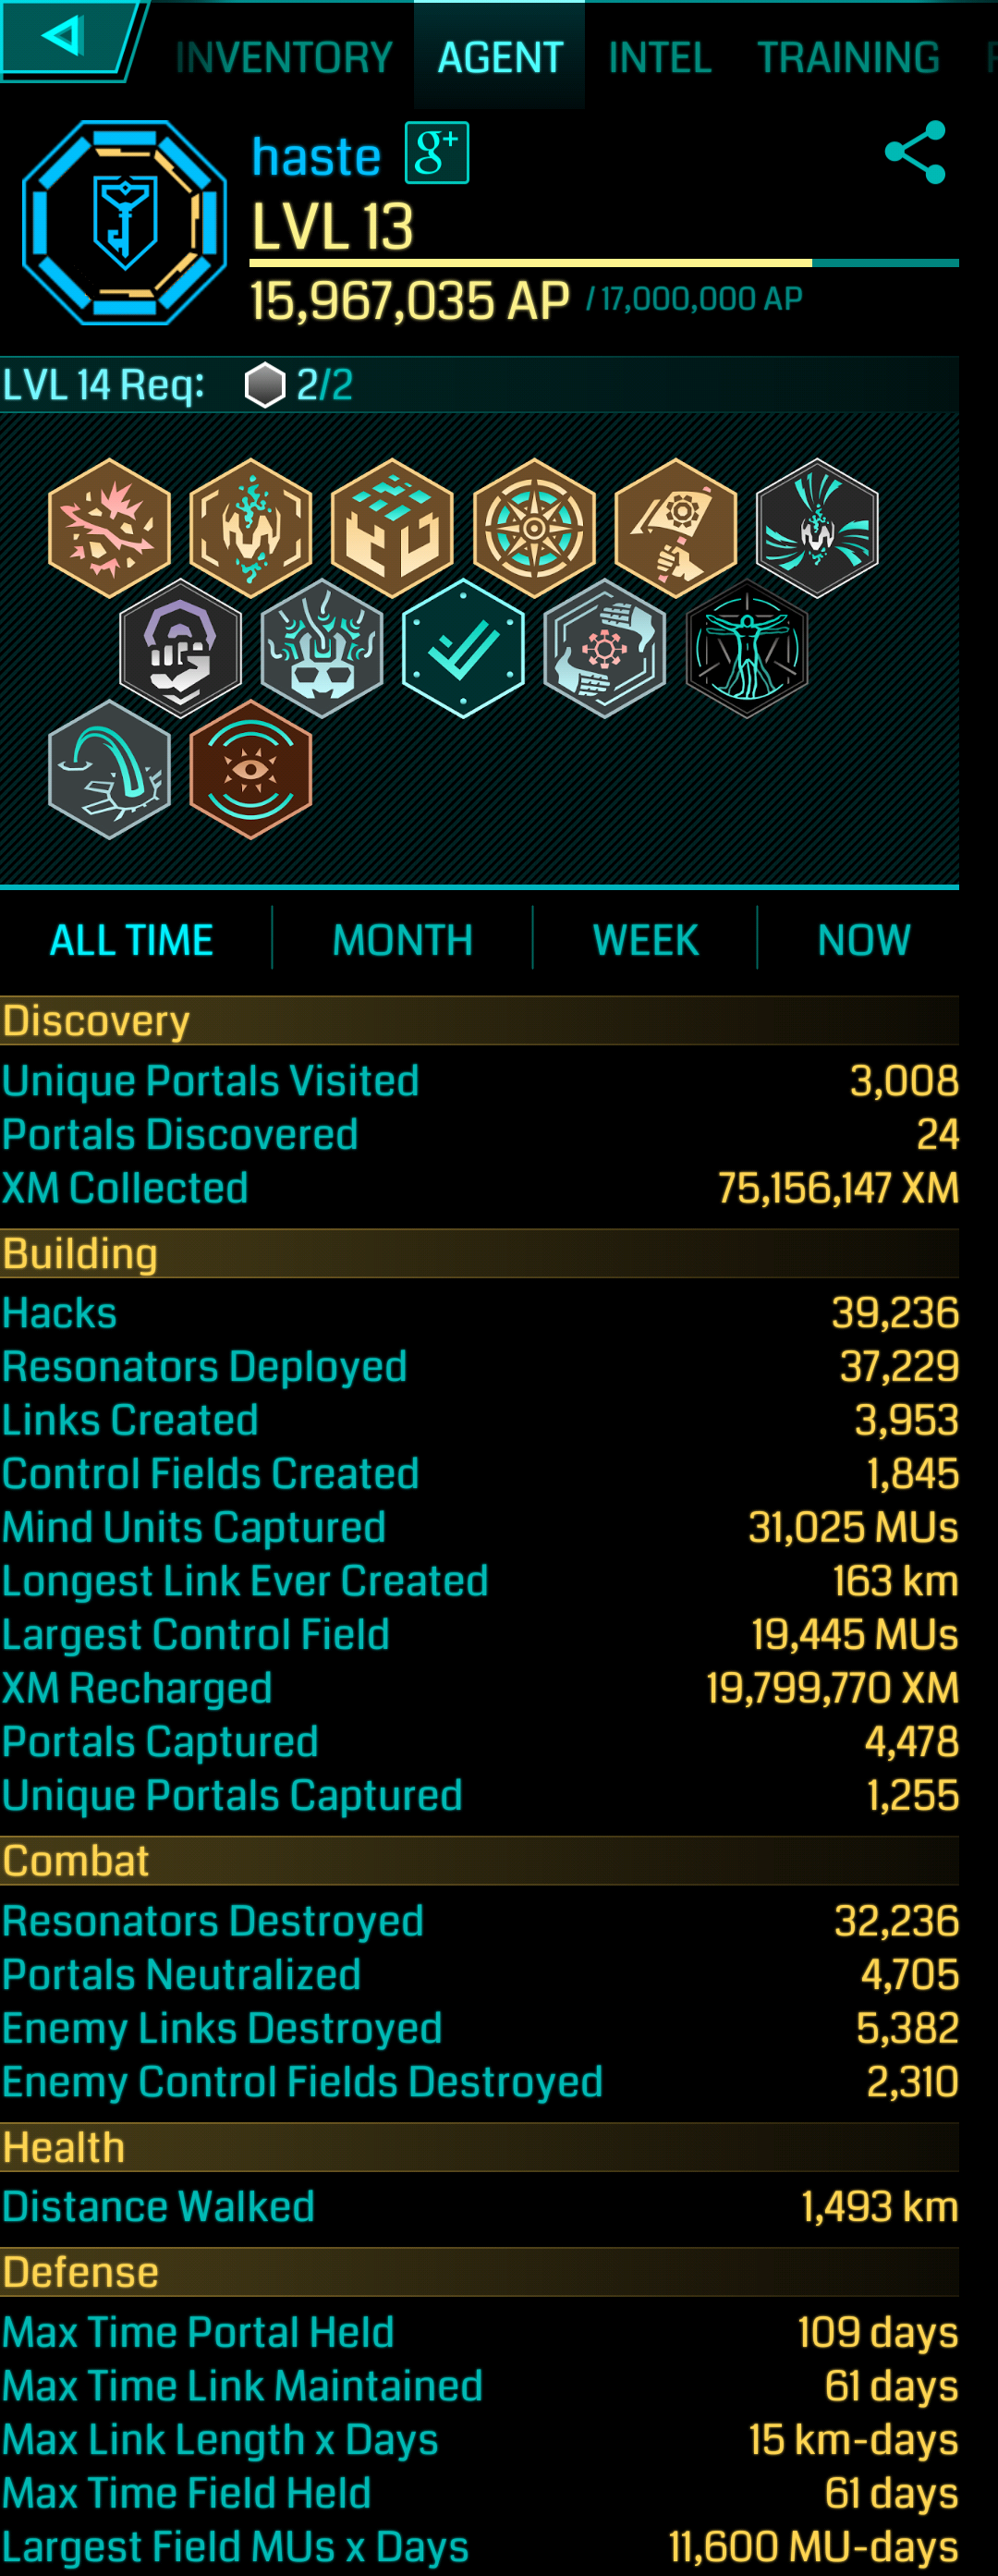 INVENTORY AGENT INTEL TRAINING
haste g+
LVL 13
15,967,035 AP / 17,000,000 AP
LVL 14 Req: 2/2
ALL TIME MONTH WEEK NOW
Discovery
Unique Portals Visited 3,008
Portals Discovered 24
XM Collected 75,156,147 XM
Building
Hacks 39,236
Resonators Deployed 37,229
Links Created 3,953
Control Fields Created 1,845
Mind Units Captured 31,025 MUs
Longest Link Ever Created 163 km
Largest Control Field 19,445 MUs
XM Recharged 19,799,770 XM
Portals Captured 4,478
Unique Portals Captured 1,255
Combat
Resonators Destroyed 32,236
Portals Neutralized 4,705
Enemy Links Destroyed 5,382
Enemy Control Fields Destroyed 2,310
Health
Distance Walked 1,493 km
Defense
Max Time Portal Held 109 days
Max Time Link Maintained 61 days
Max Link Length x Days 15 km-days
Max Time Field Held 61 days
Largest Field MUs x Days 11,600 MU-days